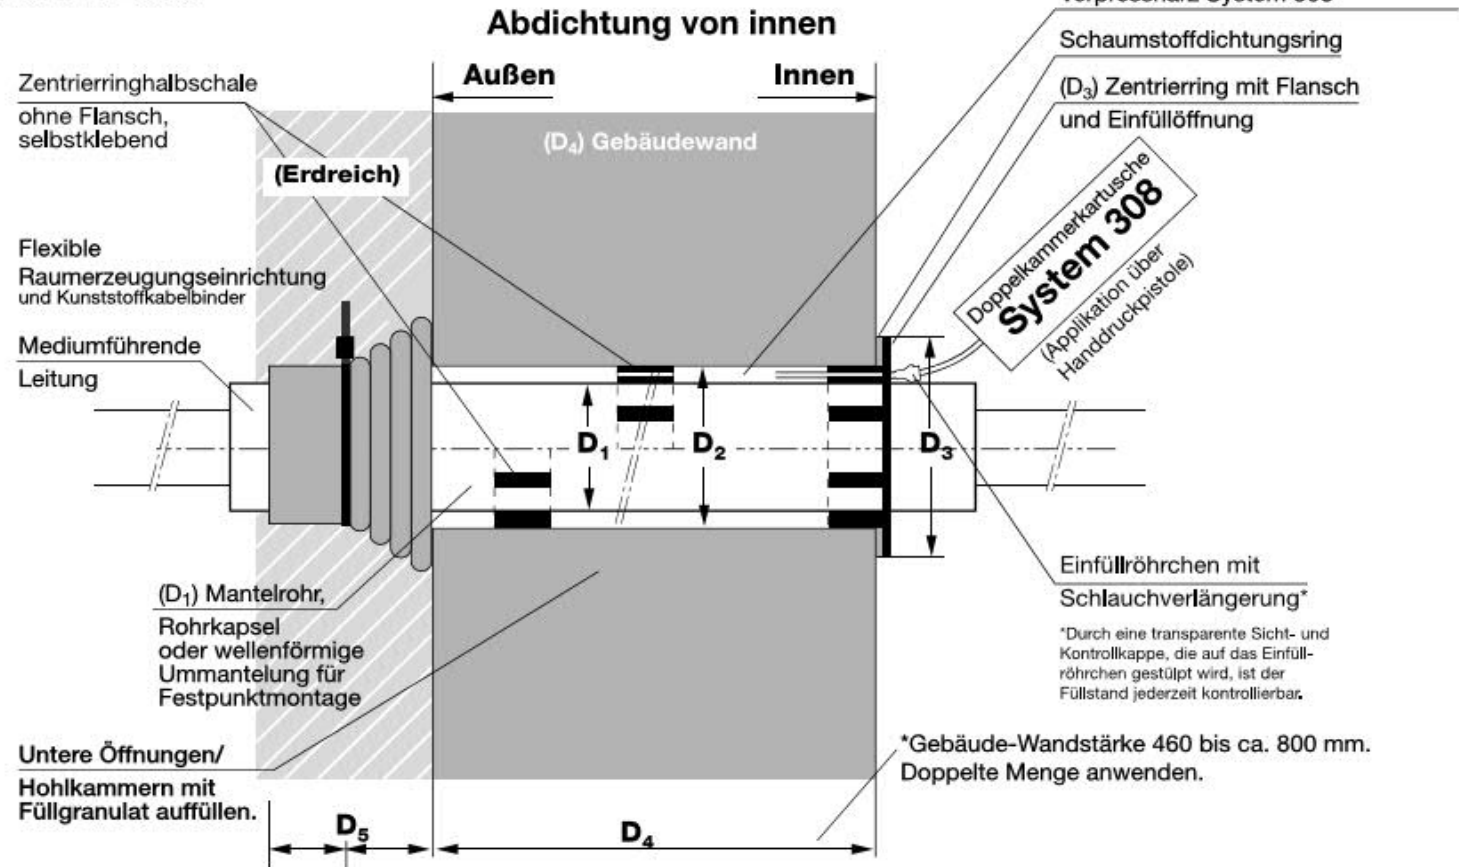 Abdichtung von innen
Schaumstoffdichtungsring
Außen
Innen
Zentrierringhalbschale
ohne Flansch,
selbstklebend
(D₃) Zentrierring mit Flansch
und Einfüllöffnung
(D₄) Gebäudewand
(Erdreich)
Doppelkammerkartusche
System 308
(Applikation über
Handdruckpistole)
Flexible
Raumerzeugungseinrichtung
und Kunststoffkabelbinder
Mediumführende
Leitung
D₁
D₂
D₃
Einfüllröhrchen mit
Schlauchverlängerung*
*Durch eine transparente Sicht- und
Kontrollkappe, die auf das Einfüll-
röhrchen gestülpt wird, ist der
Füllstand jederzeit kontrollierbar.
(D₁) Mantelrohr,
Rohrkapsel
oder wellenförmige
Ummantelung für
Festpunktmontage
Untere Öffnungen/
Hohlkammern mit
Füllgranulat auffüllen.
*Gebäude-Wandstärke 460 bis ca. 800 mm.
Doppelte Menge anwenden.
D₅
D₄